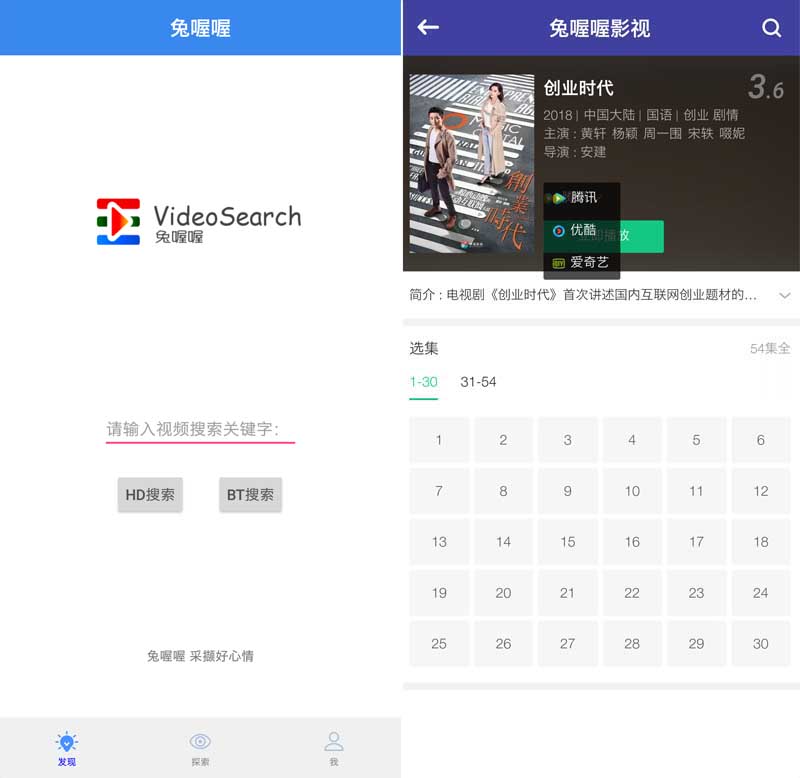 兔喔喔
VideoSearch
兔喔喔
请输入视频搜索关键字:
HD搜索
BT搜索
兔喔喔 采撷好心情
发现
探索
我
兔喔喔影视
創業時代
创业时代
3.6
2018 | 中国大陆 | 国语 | 创业 剧情
主演 : 黄轩 杨颖 周一围 宋轶 啜妮
导演 : 安建
腾讯
优酷
爱奇艺
简介 : 电视剧《创业时代》首次讲述国内互联网创业题材的...
选集
54集全
1-30
31-54
1 2 3 4 5 6
7 8 9 10 11 12
13 14 15 16 17 18
19 20 21 22 23 24
25 26 27 28 29 30